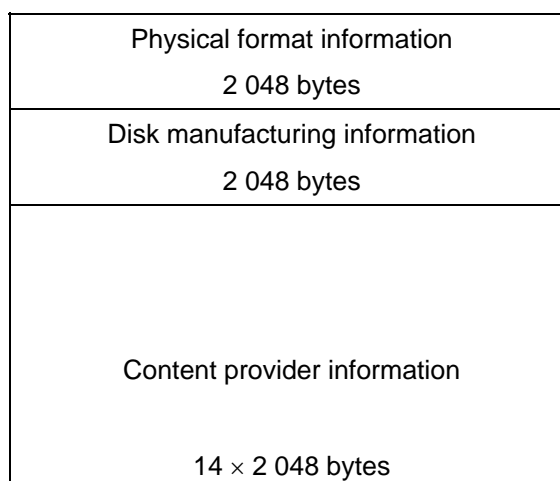 Physical format information
2 048 bytes
Disk manufacturing information
2 048 bytes
Content provider information
14 × 2 048 bytes